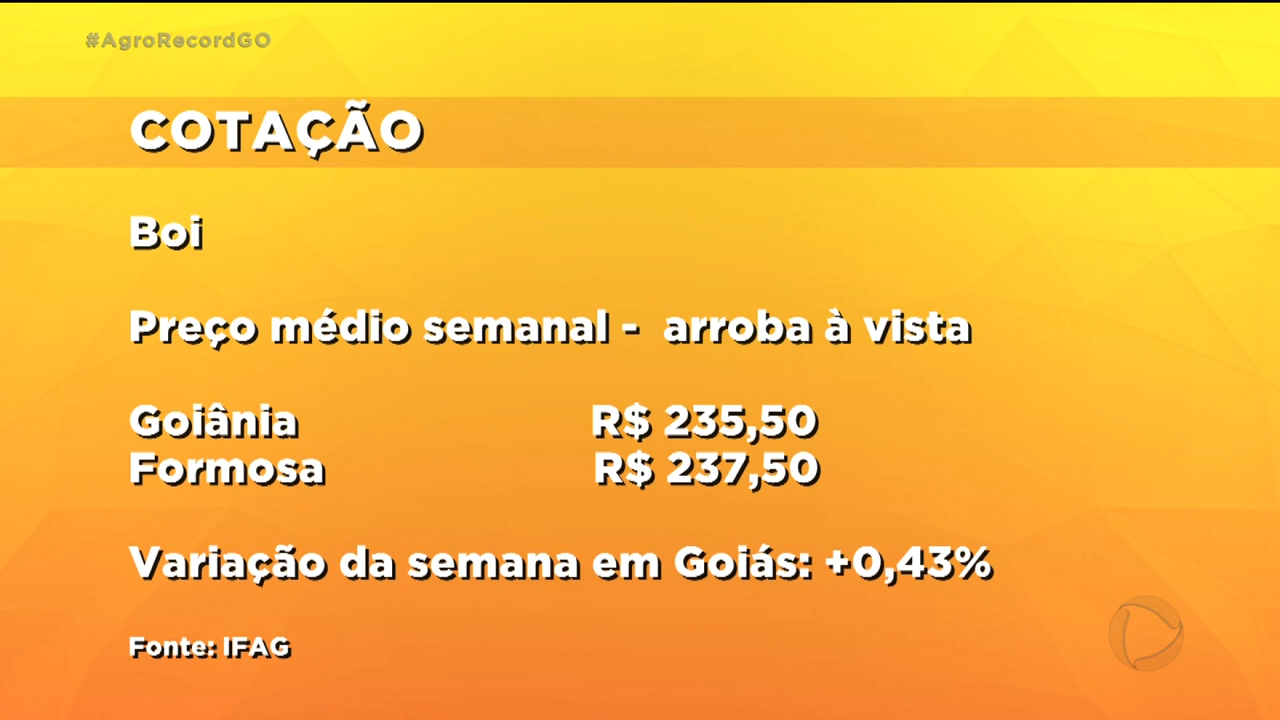 #AgroRecordGO
COTAÇÃO
Boi
Preço médio semanal - arroba à vista
Goiânia R$ 235,50
Formosa R$ 237,50
Variação da semana em Goiás: +0,43%
Fonte: IFAG